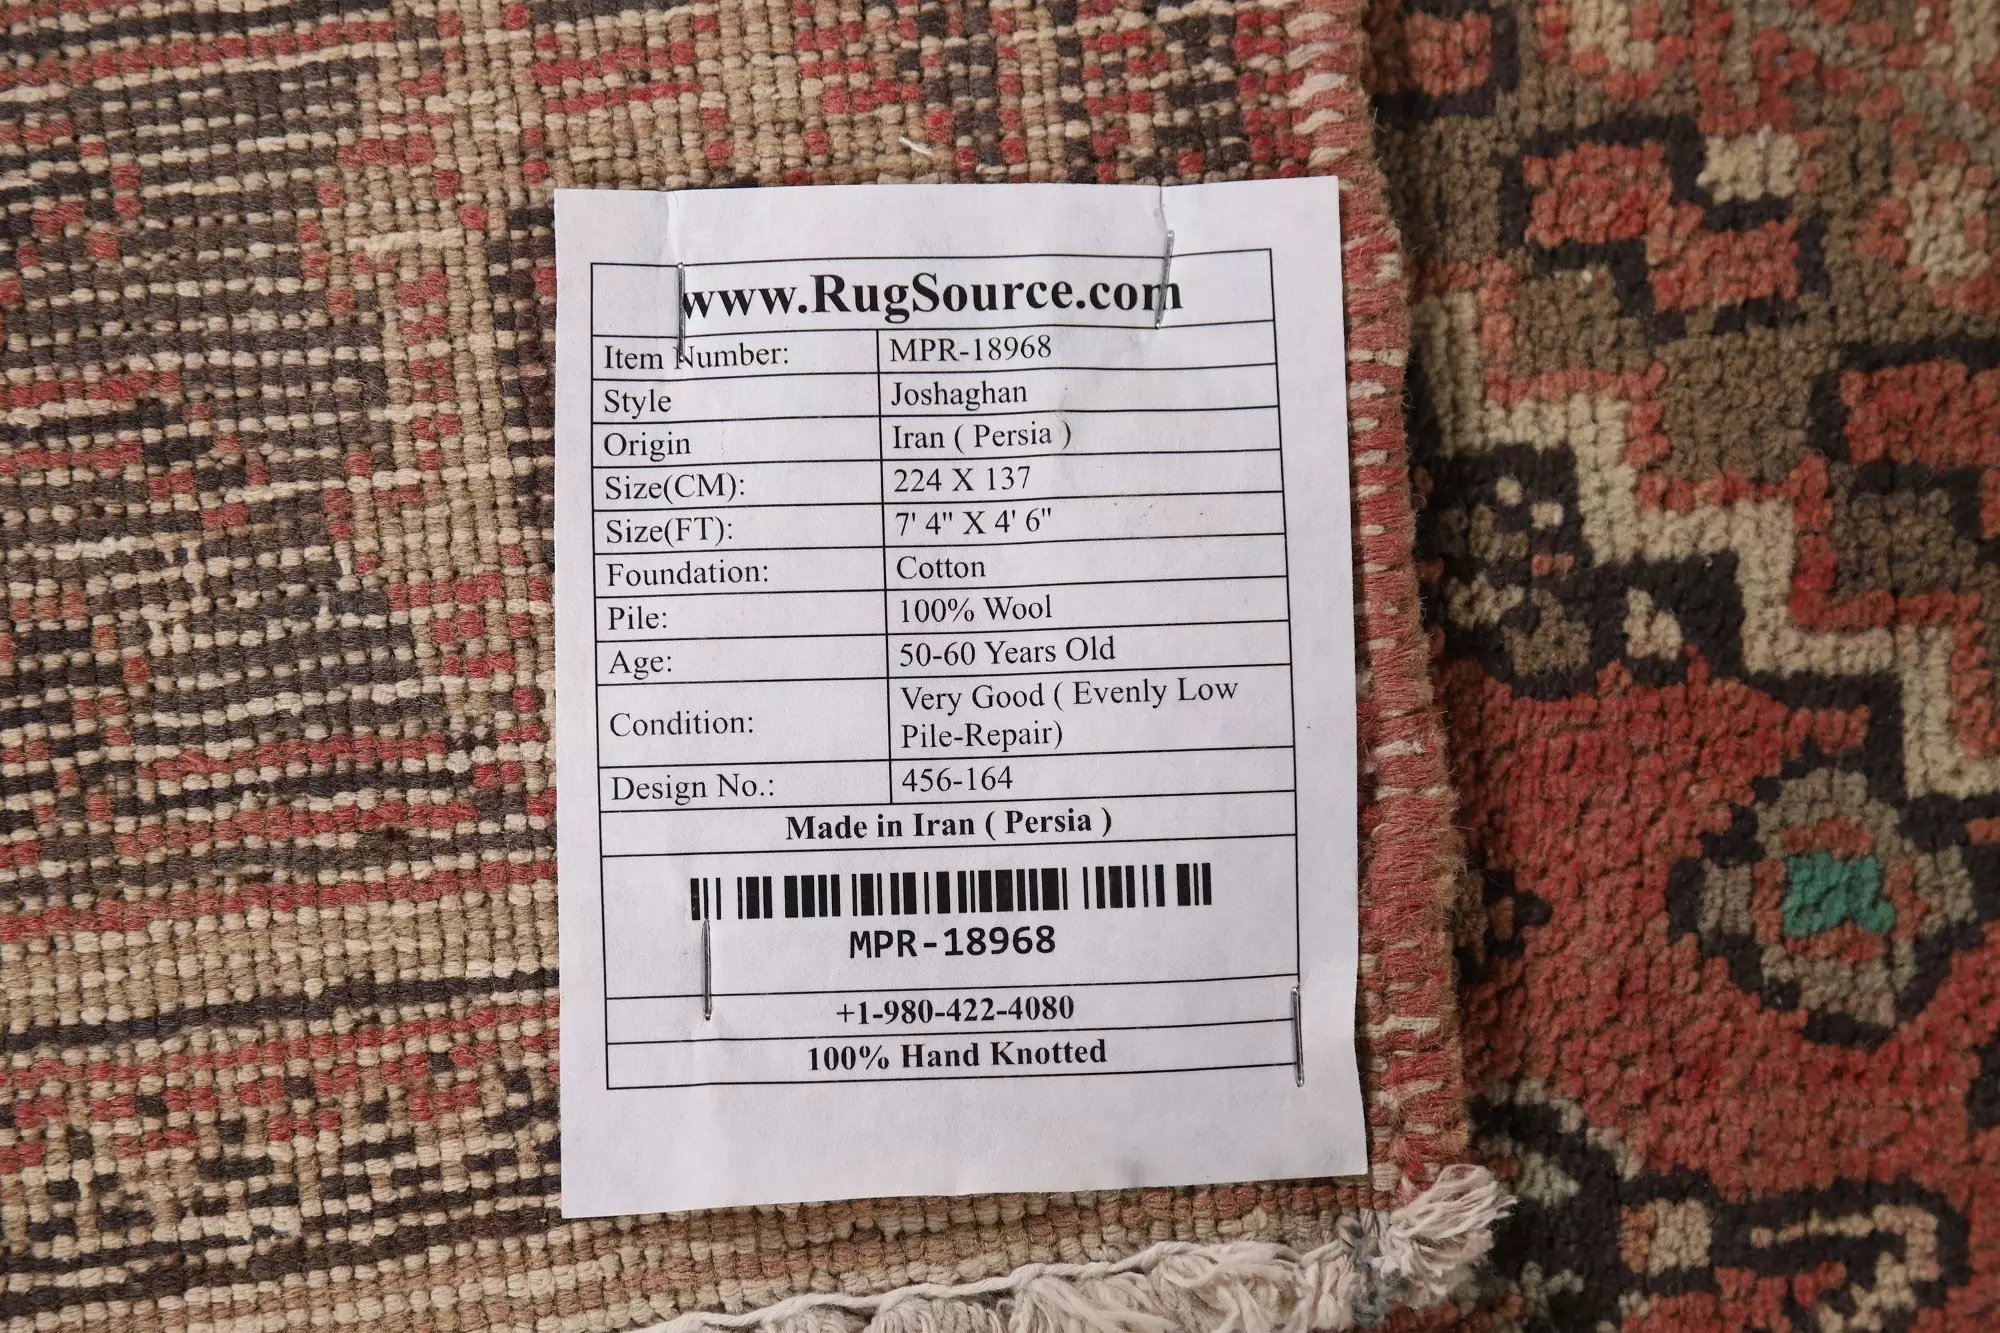 www.RugSource.com
Item Number: MPR-18968
Style Joshaghan
Origin Iran ( Persia )
Size(CM): 224 X 137
Size(FT): 7' 4" X 4' 6"
Foundation: Cotton
Pile: 100% Wool
Age: 50-60 Years Old
Condition: Very Good ( Evenly Low
Pile-Repair)
Design No.: 456-164
Made in Iran ( Persia )
MPR-18968
+1-980-422-4080
100% Hand Knotted